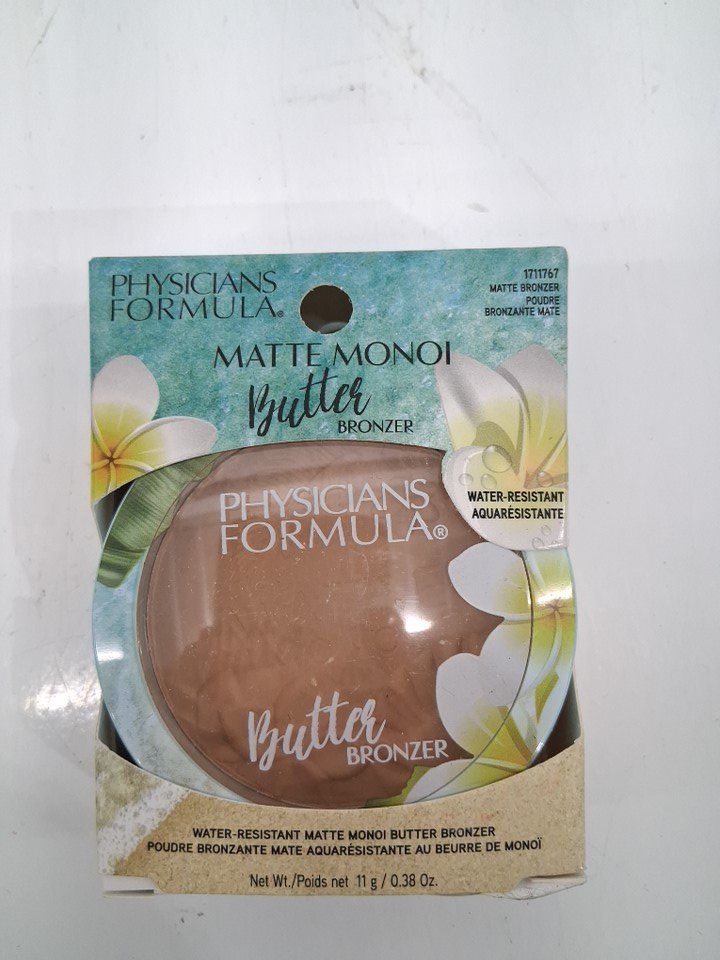 PHYSICIANS
FORMULA®
1711767
MATTE BRONZER
POUDRE
BRONZANTE MATE
MATTE MONOI
Butter
BRONZER
WATER-RESISTANT
AQUARÉSISTANTE
PHYSICIANS
FORMULA®
Butter
BRONZER
WATER-RESISTANT MATTE MONOI BUTTER BRONZER
POUDRE BRONZANTE MATE AQUARÉSISTANTE AU BEURRE DE MONOÏ
Net Wt./Poids net 11 g / 0.38 Oz.